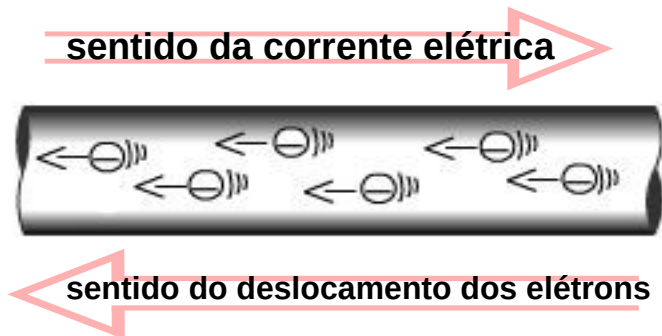 sentido da corrente elétrica
sentido do deslocamento dos elétrons